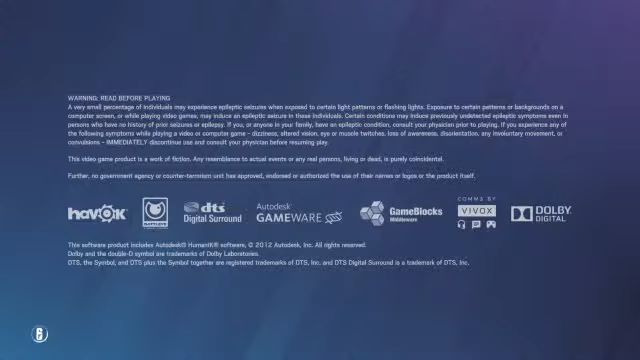 WARNING: READ BEFORE PLAYING
A very small percentage of individuals may experience epileptic seizures when exposed to certain light patterns or flashing lights. Exposure to certain patterns or backgrounds on a
computer screen, or while playing video games, may induce an epileptic seizure in these individuals. Certain conditions may induce previously undetected epileptic symptoms even in
persons who have no history of prior seizures or epilepsy. If you, or anyone in your family, have an epileptic condition, consult your physician prior to playing. If you experience any of
the following symptoms while playing a video or computer game - dizziness, altered vision, eye or muscle twitches, loss of awareness, disorientation, any involuntary movement, or
convulsions - IMMEDIATELY discontinue use and consult your physician before resuming play.
This video game product is a work of fiction. Any resemblance to actual events or any real persons, living or dead, is purely coincidental.
Further, no government agency or counter-terrorism unit has approved, endorsed or authorized the use of their names or logos or the product itself.
havok
dts
Digital Surround
Autodesk
GAMEWARE
GameBlocks
Middleware
COMMS BY
VIVOX
DOLBY
DIGITAL
This software product includes Autodesk® HumanIK® software, © 2012 Autodesk, Inc. All rights reserved.
Dolby and the double-D symbol are trademarks of Dolby Laboratories.
DTS, the Symbol, and DTS plus the Symbol together are registered trademarks of DTS, Inc. and DTS Digital Surround is a trademark of DTS, Inc.
6